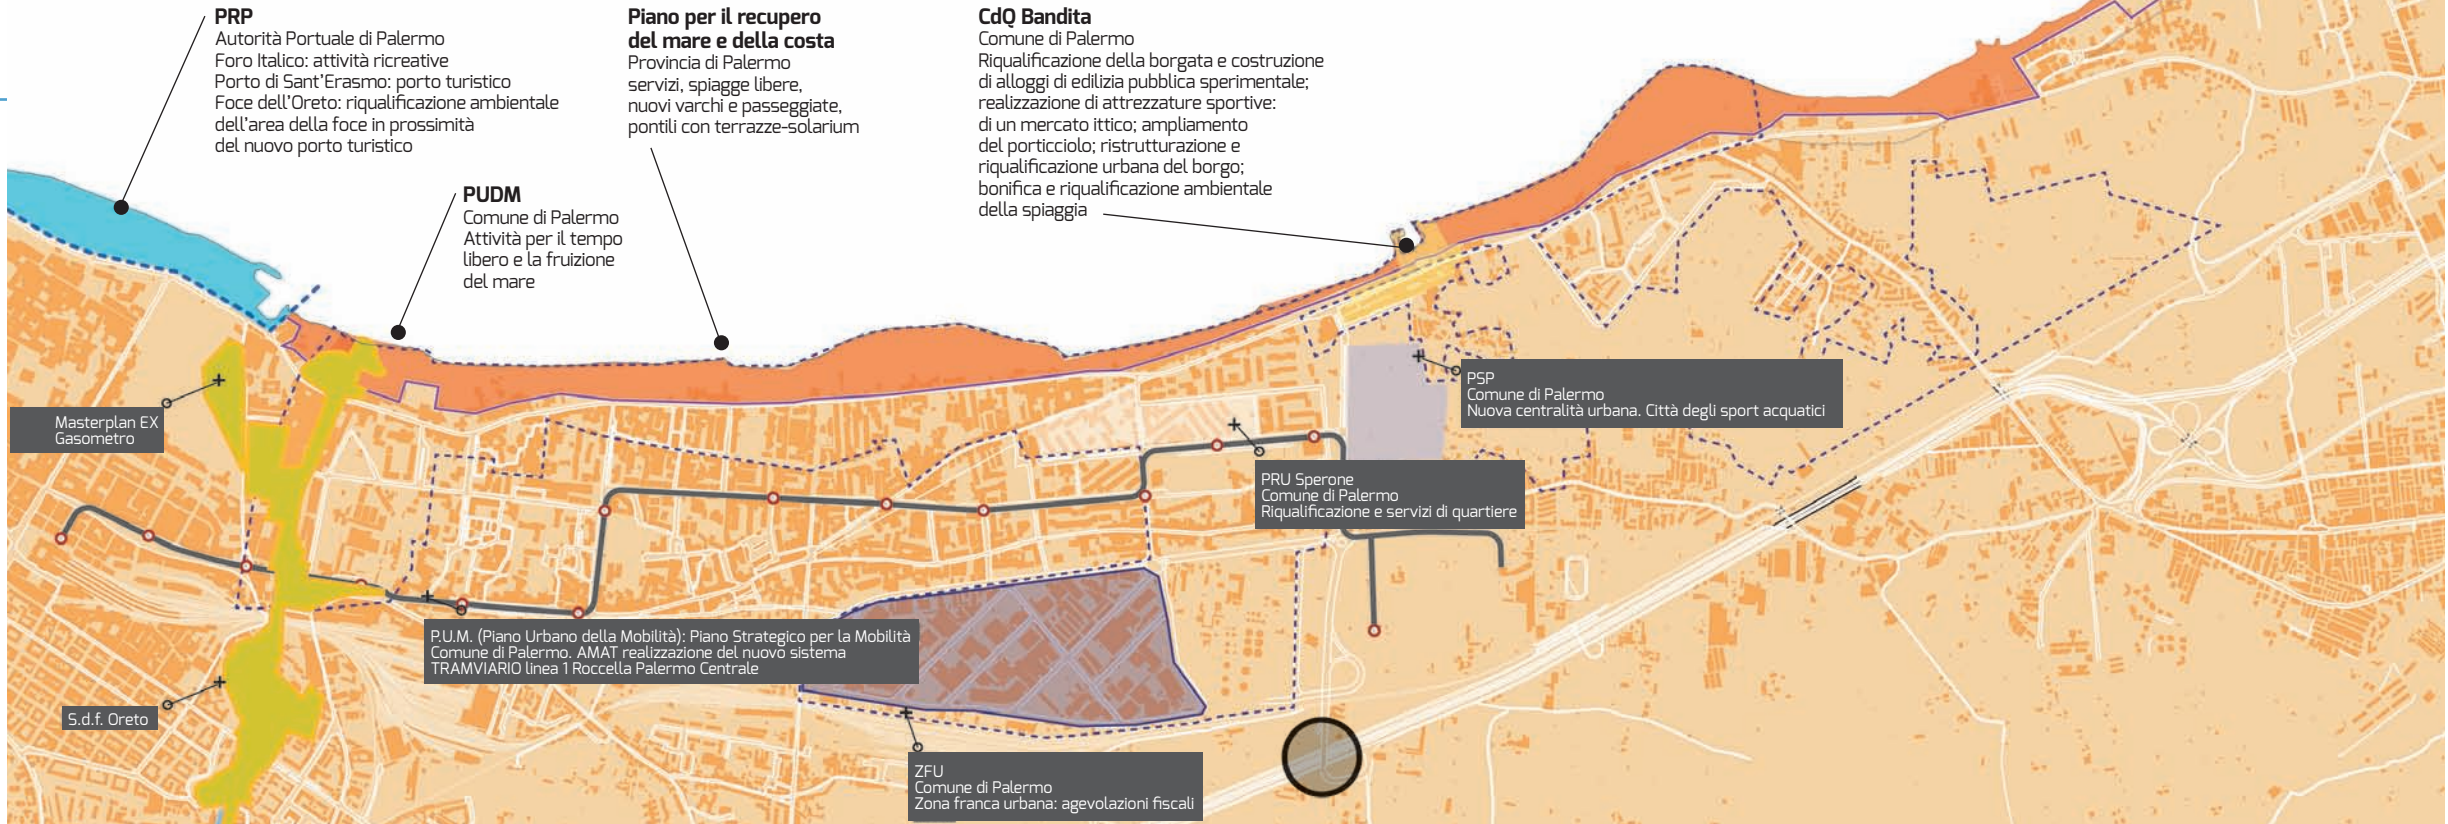 PRP
Autorità Portuale di Palermo
Foro Italico: attività ricreative
Porto di Sant'Erasmo: porto turistico
Foce dell'Oreto: riqualificazione ambientale
dell'area della foce in prossimità
del nuovo porto turistico
PUDM
Comune di Palermo
Attività per il tempo
libero e la fruizione
del mare
Piano per il recupero
del mare e della costa
Provincia di Palermo
servizi, spiagge libere,
nuovi varchi e passeggiate,
pontili con terrazze-solarium
CdQ Bandita
Comune di Palermo
Riqualificazione della borgata e costruzione
di alloggi di edilizia pubblica sperimentale;
realizzazione di attrezzature sportive:
di un mercato ittico; ampliamento
del porticciolo; ristrutturazione e
riqualificazione urbana del borgo;
bonifica e riqualificazione ambientale
della spiaggia
Masterplan EX
Gasometro
PSP
Comune di Palermo
Nuova centralità urbana. Città degli sport acquatici
PRU Sperone
Comune di Palermo
Riqualificazione e servizi di quartiere
P.U.M. (Piano Urbano della Mobilità): Piano Strategico per la Mobilità
Comune di Palermo. AMAT realizzazione del nuovo sistema
TRAMVIARIO linea 1 Roccella Palermo Centrale
S.d.f. Oreto
ZFU
Comune di Palermo
Zona franca urbana: agevolazioni fiscali